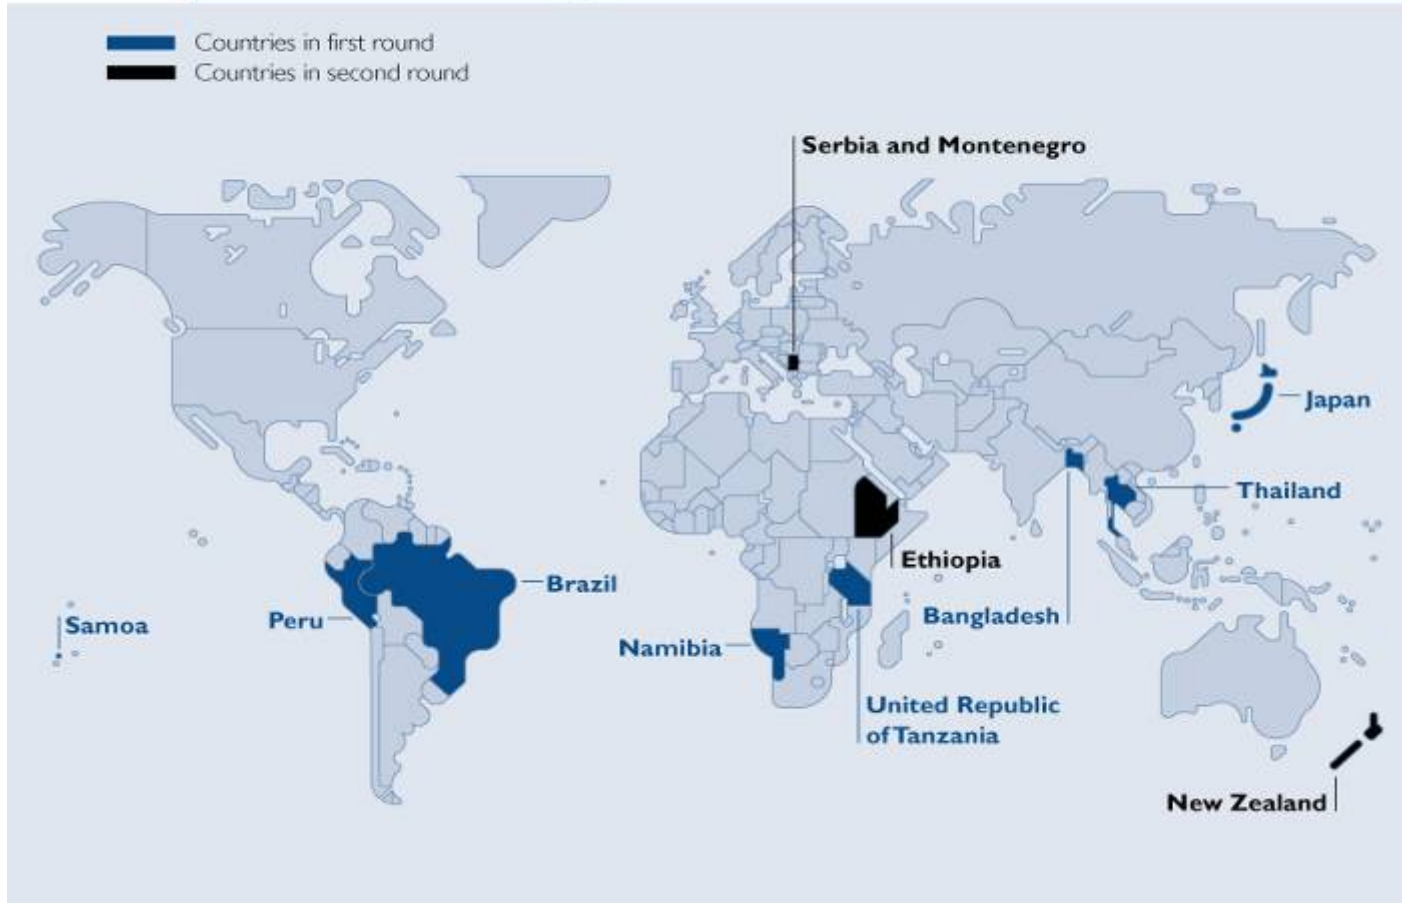 Countries in first round
Countries in second round
Serbia and Montenegro
Japan
Thailand
Ethiopia
Brazil
Bangladesh
Peru
Samoa
Namibia
United Republic
of Tanzania
New Zealand